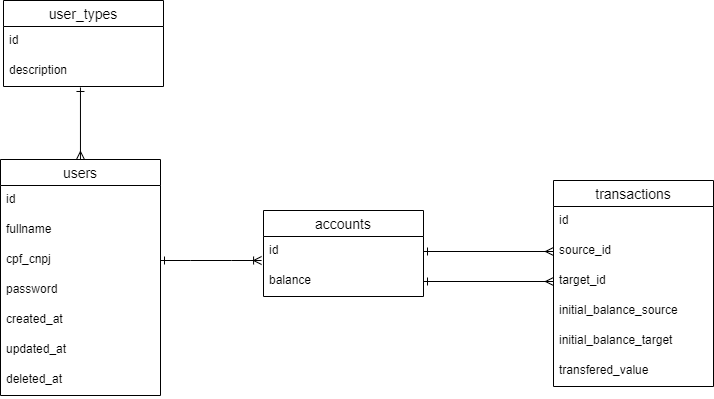 user_types
id
description
users
id
fullname
cpf_cnpj
password
created_at
updated_at
deleted_at
accounts
id
balance
transactions
id
source_id
target_id
initial_balance_source
initial_balance_target
transfered_value